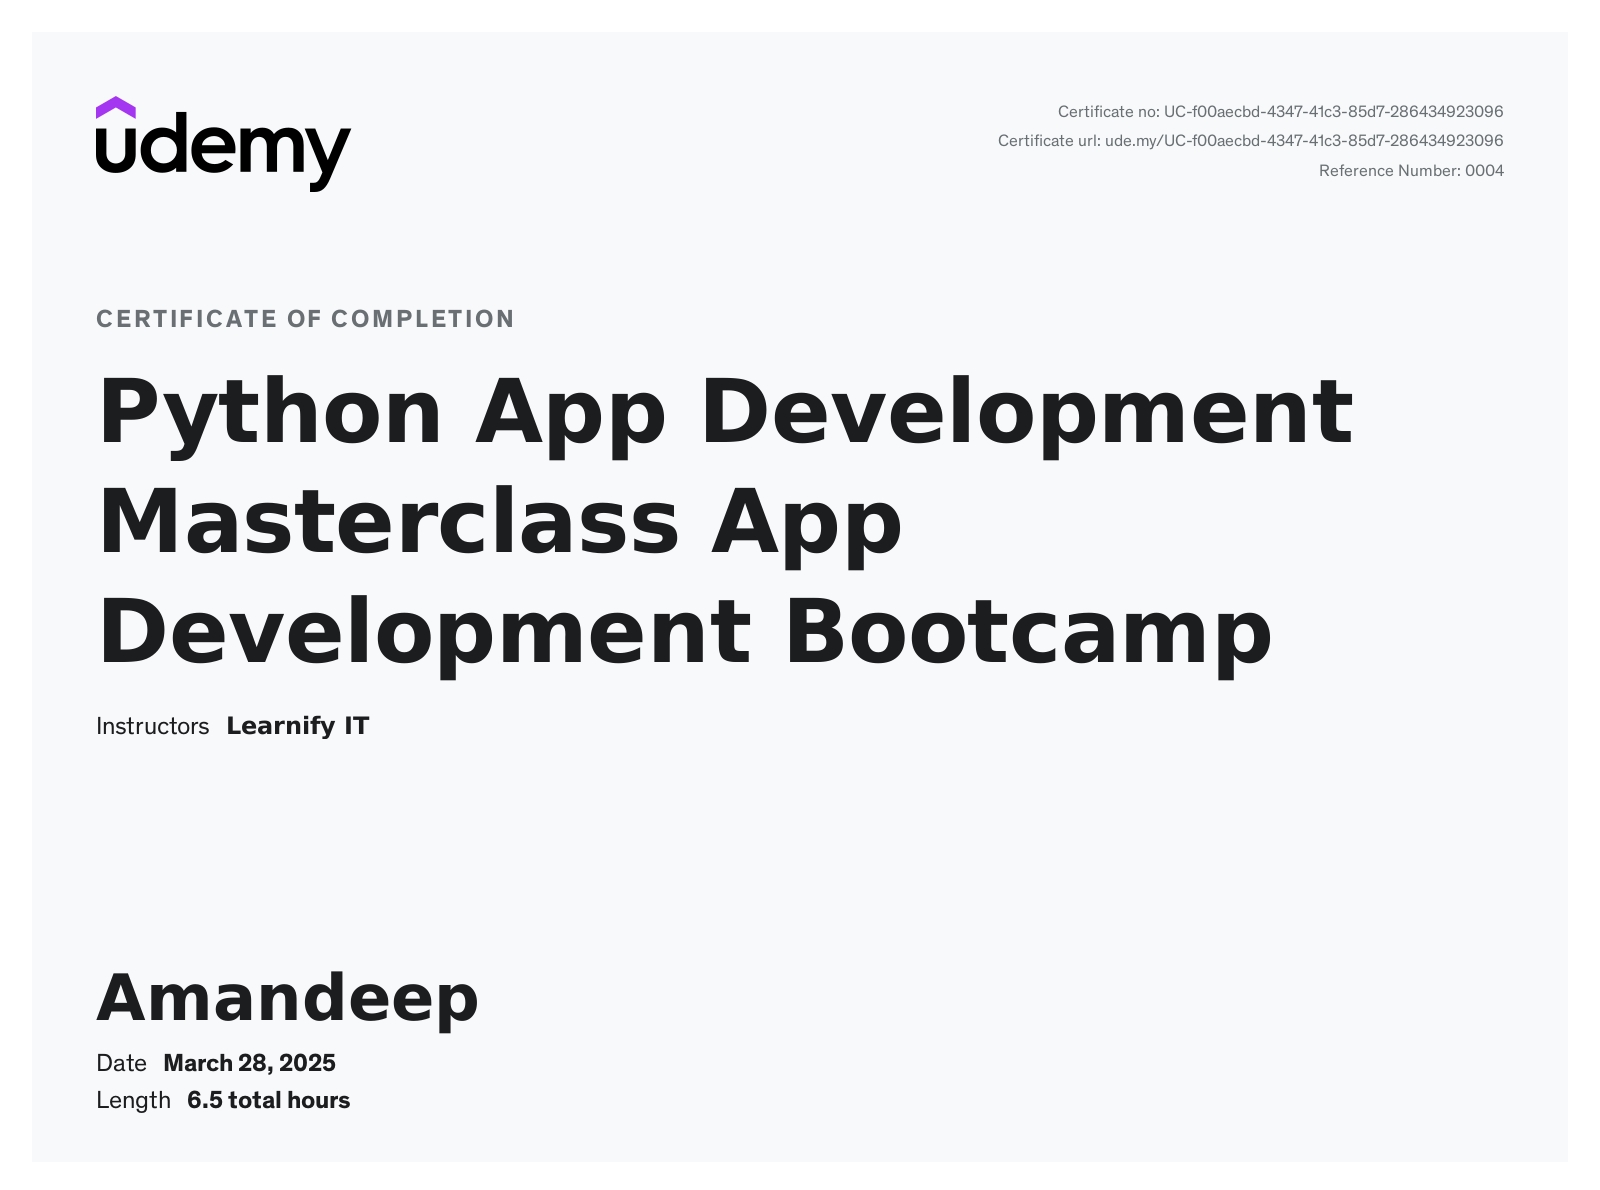 udemy
Certificate no: UC-f00aecbd-4347-41c3-85d7-286434923096
Certificate url: ude.my/UC-f00aecbd-4347-41c3-85d7-286434923096
Reference Number: 0004
CERTIFICATE OF COMPLETION
Python App Development
Masterclass App
Development Bootcamp
Instructors Learnify IT
Amandeep
Date March 28, 2025
Length 6.5 total hours